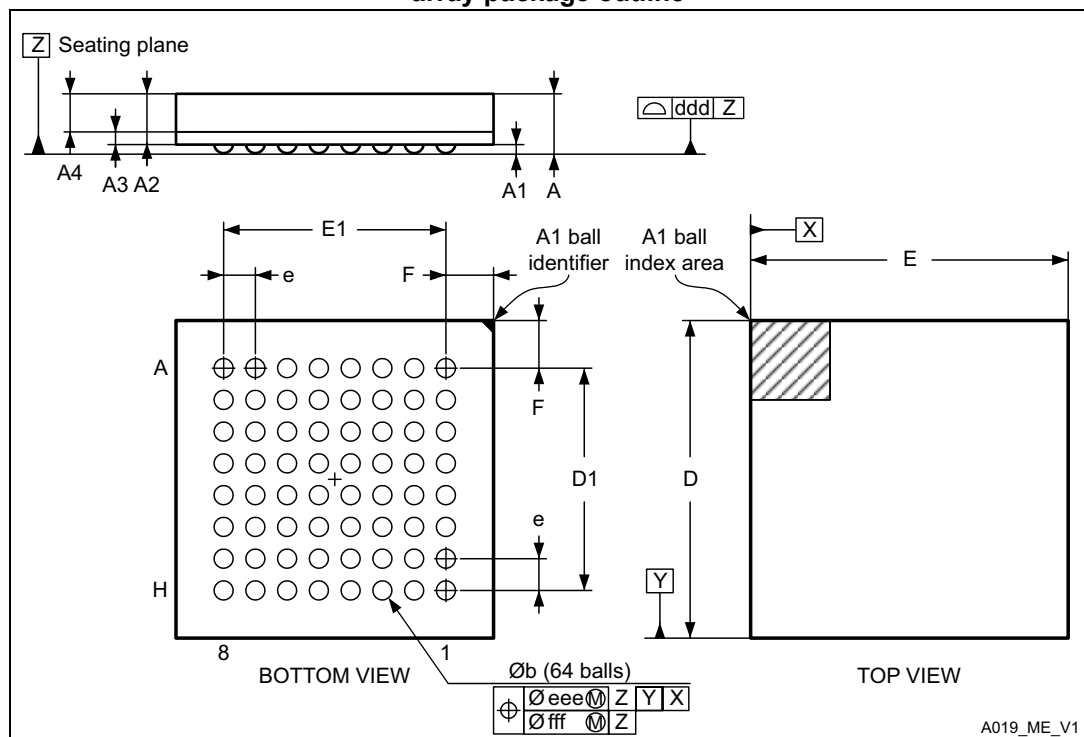 array package outline
Z Seating plane
ddd Z
A4
A3
A2
A1
A
E1
e
F
A1 ball
identifier
A1 ball
index area
X
E
A
F
D1
D
e
H
Y
8
1
BOTTOM VIEW
Øb (64 balls)
TOP VIEW
Ø eee Ⓜ Z Y X
Ø fff Ⓜ Z
A019_ME_V1